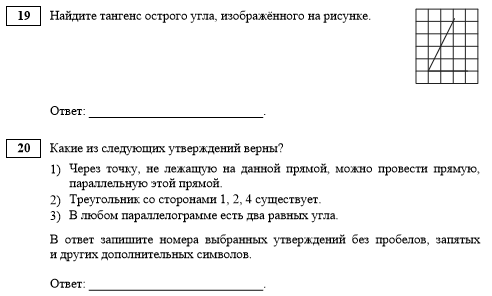 19 Найдите тангенс острого угла, изображённого на рисунке.
Ответ: ___________________________.
20 Какие из следующих утверждений верны?
1) Через точку, не лежащую на данной прямой, можно провести прямую,
параллельную этой прямой.
2) Треугольник со сторонами 1, 2, 4 существует.
3) В любом параллелограмме есть два равных угла.
В ответ запишите номера выбранных утверждений без пробелов, запятых
и других дополнительных символов.
Ответ: ___________________________.